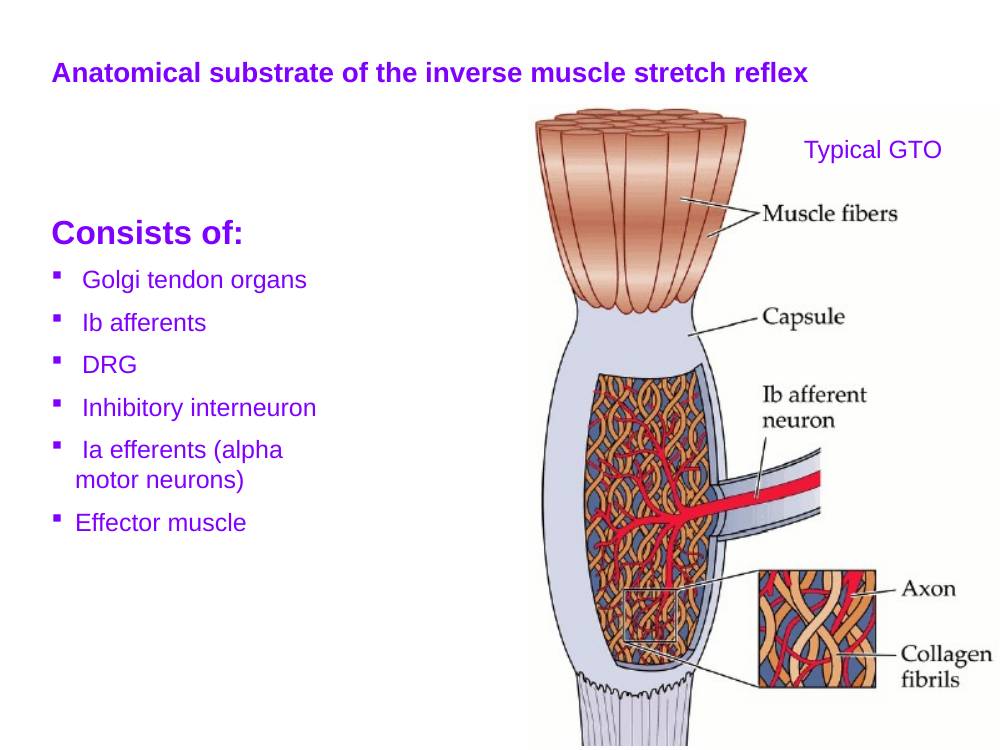 Anatomical substrate of the inverse muscle stretch reflex
Typical GTO
Consists of:
▪ Golgi tendon organs
▪ Ib afferents
▪ DRG
▪ Inhibitory interneuron
▪ Ia efferents (alpha
motor neurons)
▪ Effector muscle
Muscle fibers
Capsule
Ib afferent
neuron
Axon
Collagen
fibrils